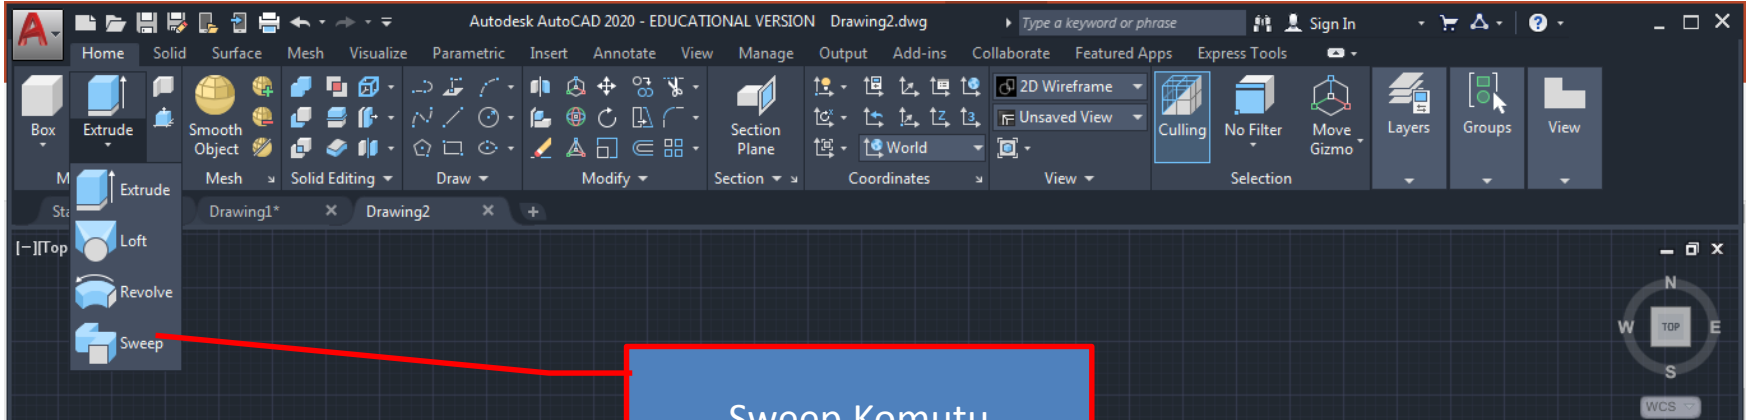 Autodesk AutoCAD 2020 - EDUCATIONAL VERSION Drawing2.dwg Type a keyword or phrase Sign In
Home Solid Surface Mesh Visualize Parametric Insert Annotate View Manage Output Add-ins Collaborate Featured Apps Express Tools
2D Wireframe
Unsaved View
Box Extrude Smooth Object Section Plane Culling No Filter Move Gizmo Layers Groups View
World
M Mesh Solid Editing Draw Modify Section Coordinates View Selection
Extrude
Sta Drawing1* Drawing2
[−][Top
Loft
Revolve
Sweep
N
W TOP E
S
WCS
Sweep Komutu